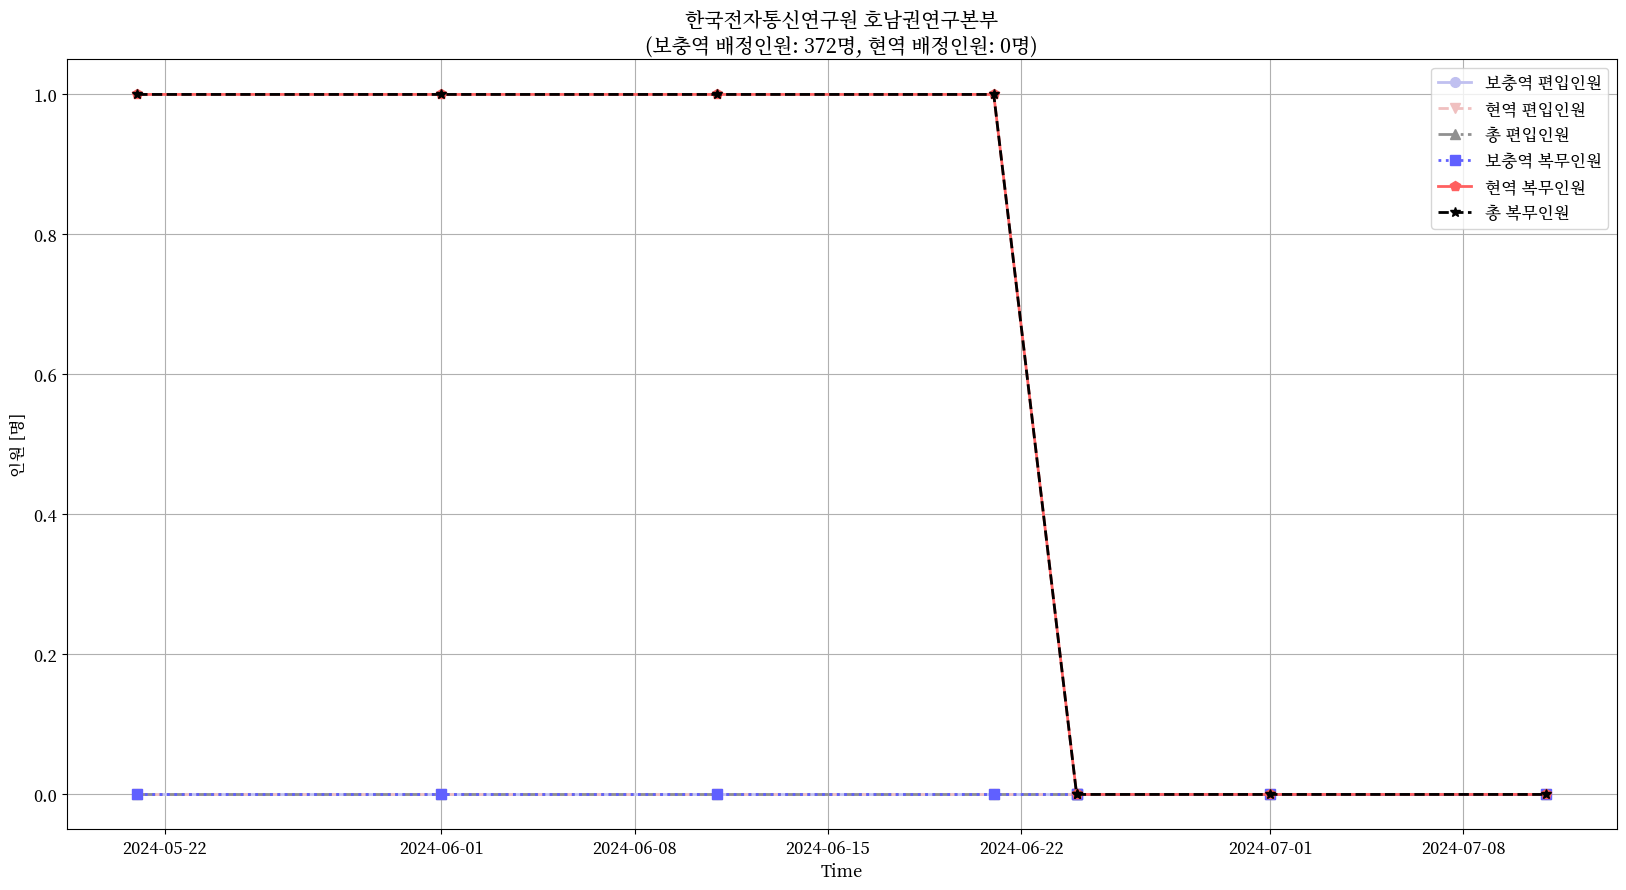 한국전자통신연구원 호남권연구본부
(보충역 배정인원: 372명, 현역 배정인원: 0명)
보충역 편입인원
현역 편입인원
총 편입인원
보충역 복무인원
현역 복무인원
총 복무인원
인원 [명]
1.0
0.8
0.6
0.4
0.2
0.0
2024-05-22
2024-06-01
2024-06-08
2024-06-15
2024-06-22
2024-07-01
2024-07-08
Time